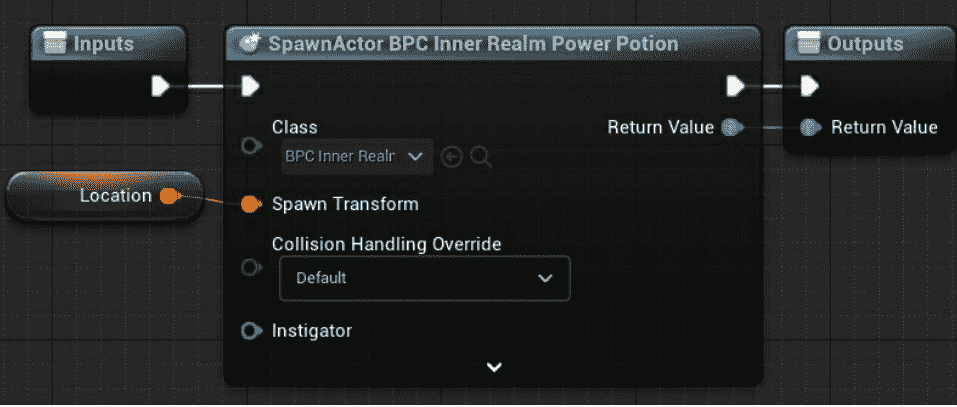 Inputs
SpawnActor BPC Inner Realm Power Potion
Outputs
Class
BPC Inner Realr
Return Value
Return Value
Location
Spawn Transform
Collision Handling Override
Default
Instigator